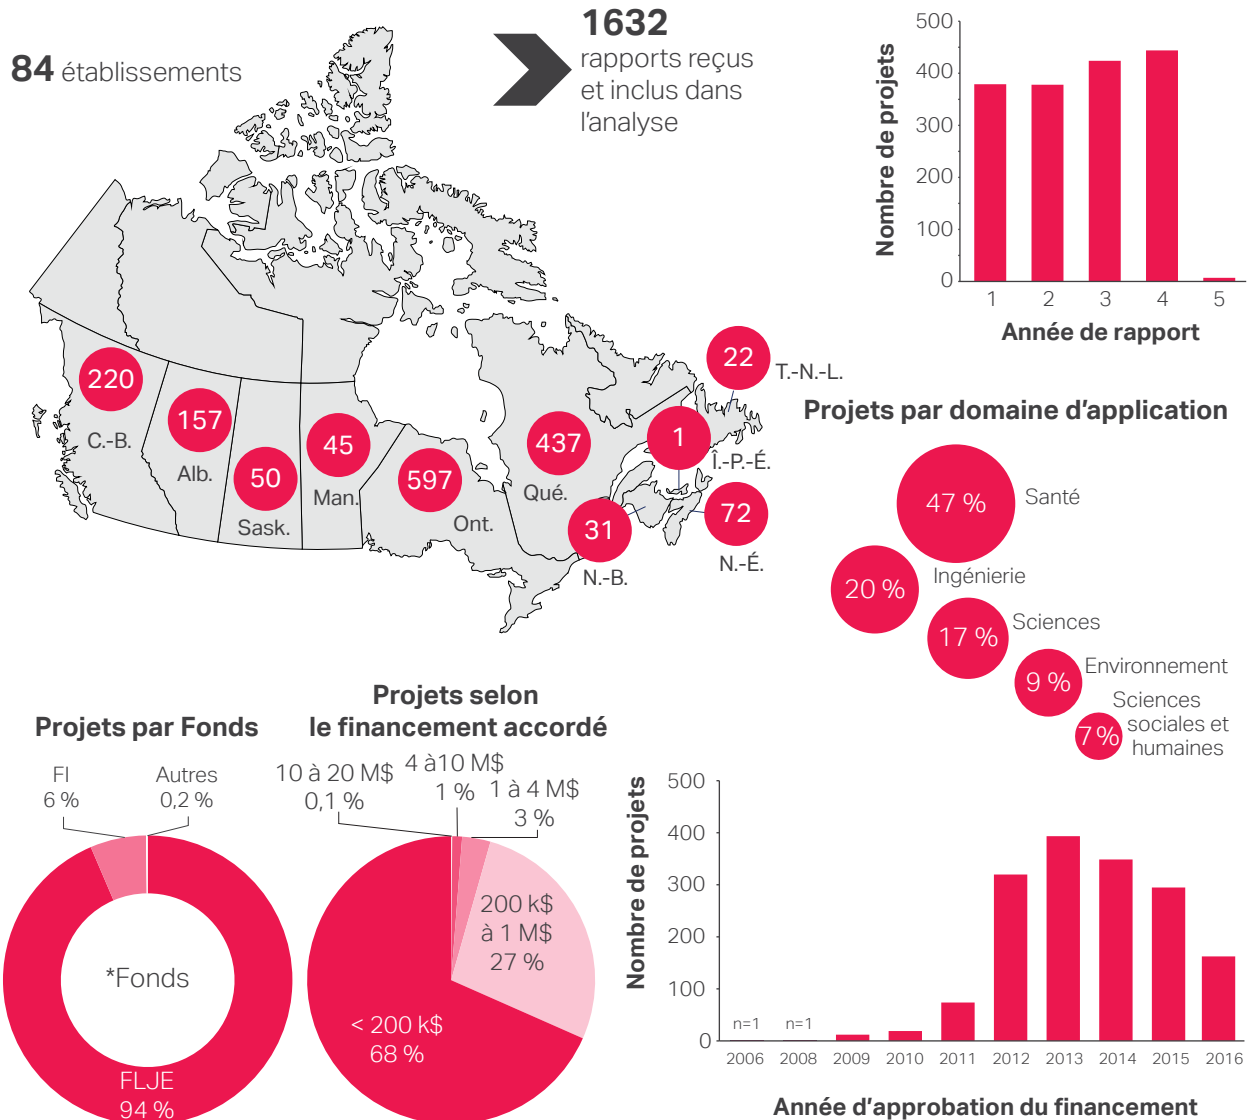 84 établissements
1632
rapports reçus
et inclus dans
l'analyse
220
C.-B.
157
Alb.
50
Sask.
45
Man.
597
Ont.
437
Qué.
31
N.-B.
1
Î.-P.-É.
22
T.-N.-L.
72
N.-É.
Nombre de projets
500
400
300
200
100
0
1 2 3 4 5
Année de rapport
Projets par domaine d'application
47 %
Santé
20 %
Ingénierie
17 %
Sciences
9 %
Environnement
7 %
Sciences
sociales et
humaines
Projets par Fonds
FI
6 %
Autres
0,2 %
*Fonds
FLJE
94 %
Projets selon
le financement accordé
10 à 20 M$
0,1 %
4 à10 M$
1 %
1 à 4 M$
3 %
200 k$
à 1 M$
27 %
< 200 k$
68 %
Nombre de projets
500
400
300
200
100
0
n=1 n=1
2006 2008 2009 2010 2011 2012 2013 2014 2015 2016
Année d'approbation du financement